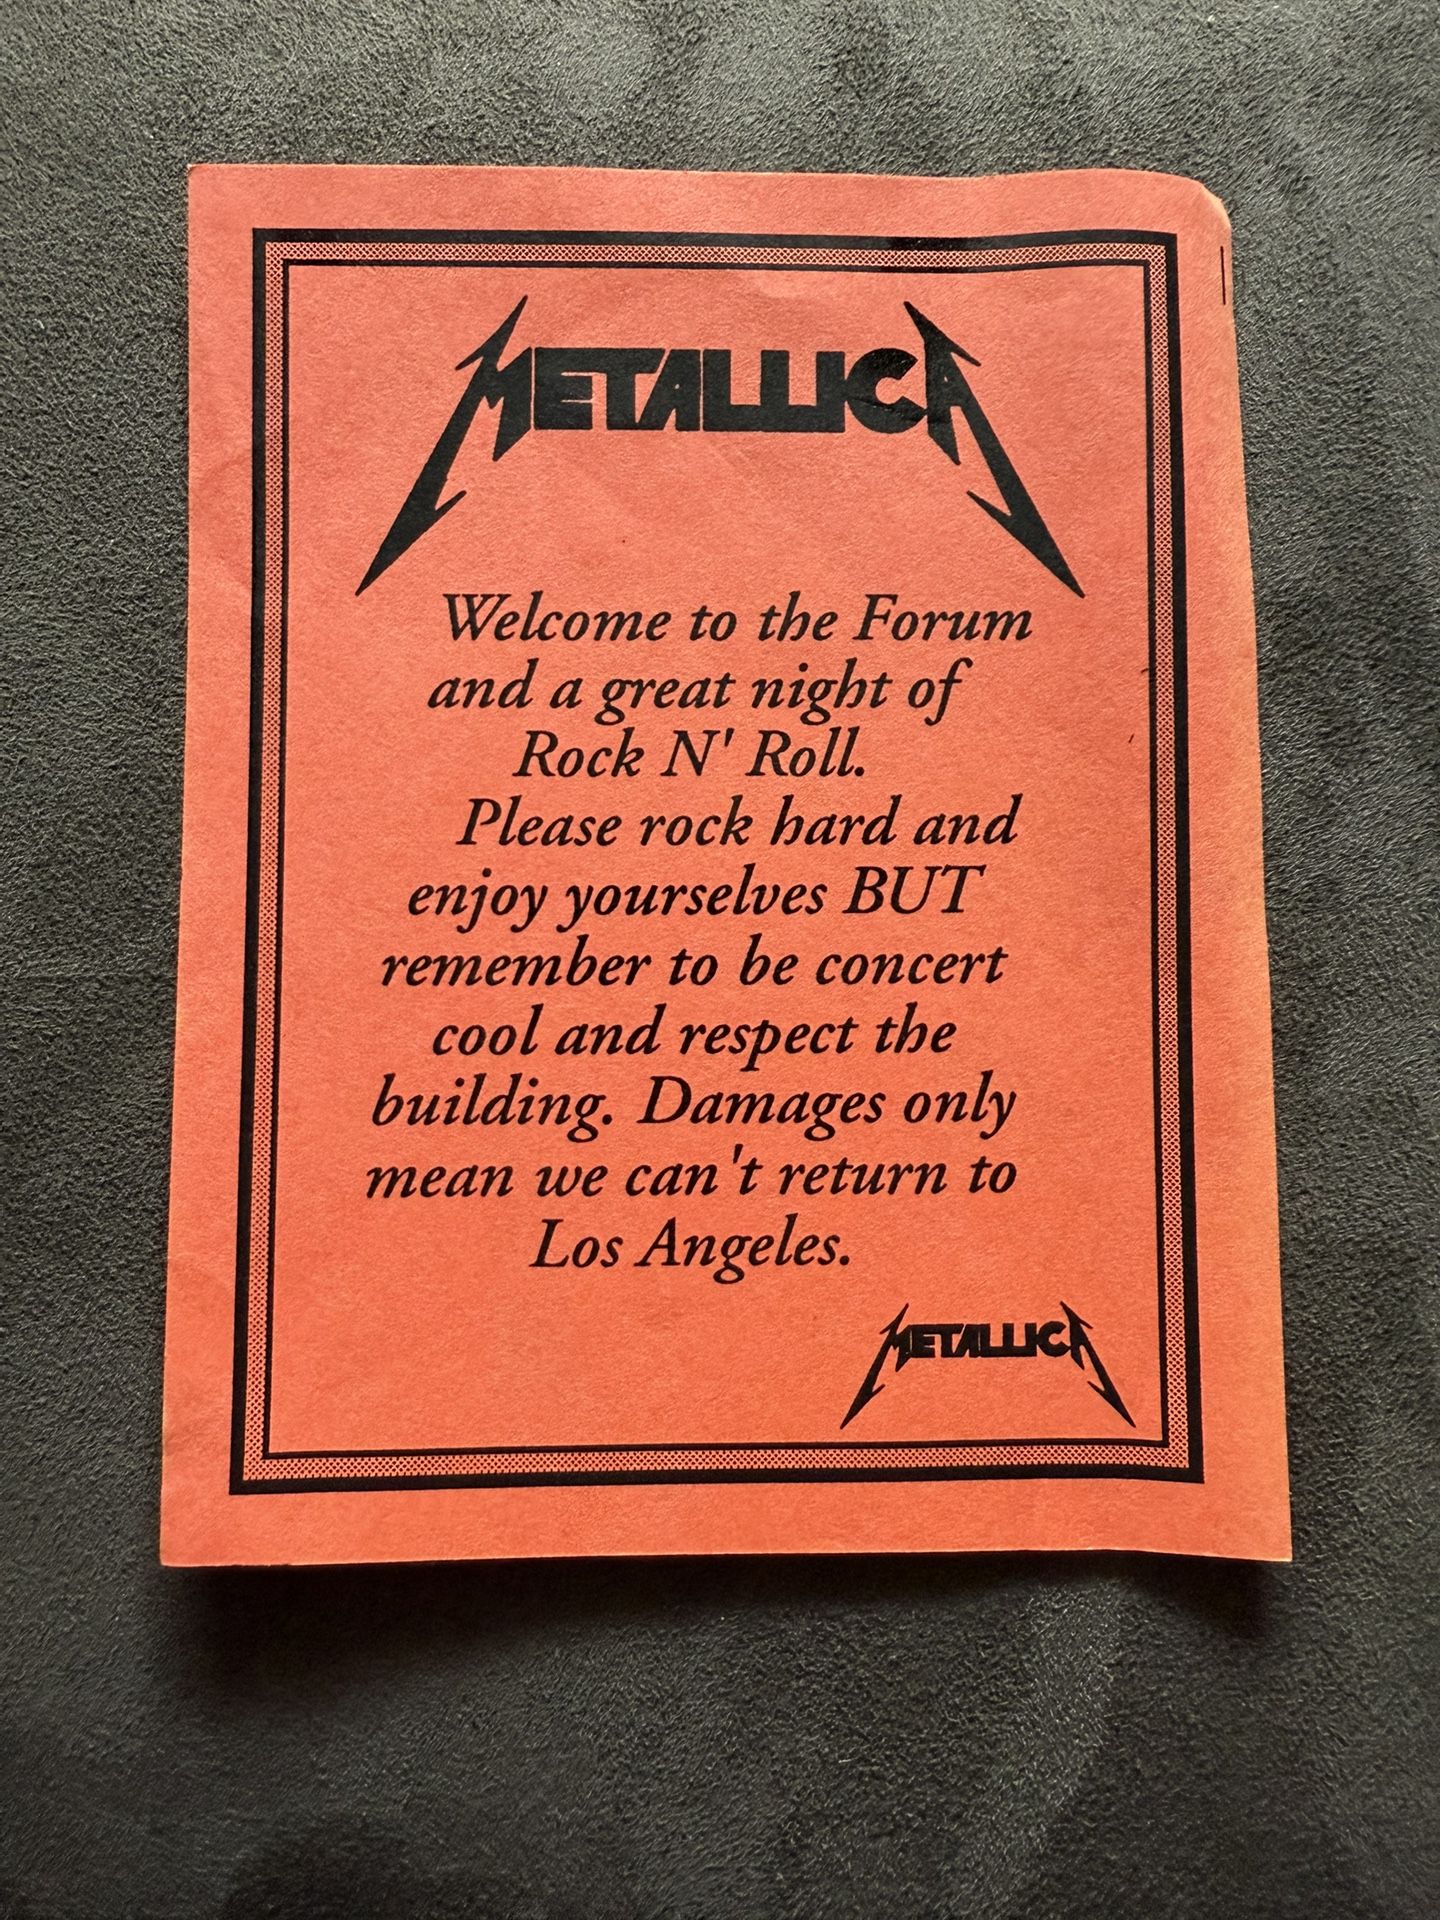 METALLICA
Welcome to the Forum
and a great night of
Rock N' Roll.
Please rock hard and
enjoy yourselves BUT
remember to be concert
cool and respect the
building. Damages only
mean we can't return to
Los Angeles.
METALLICA